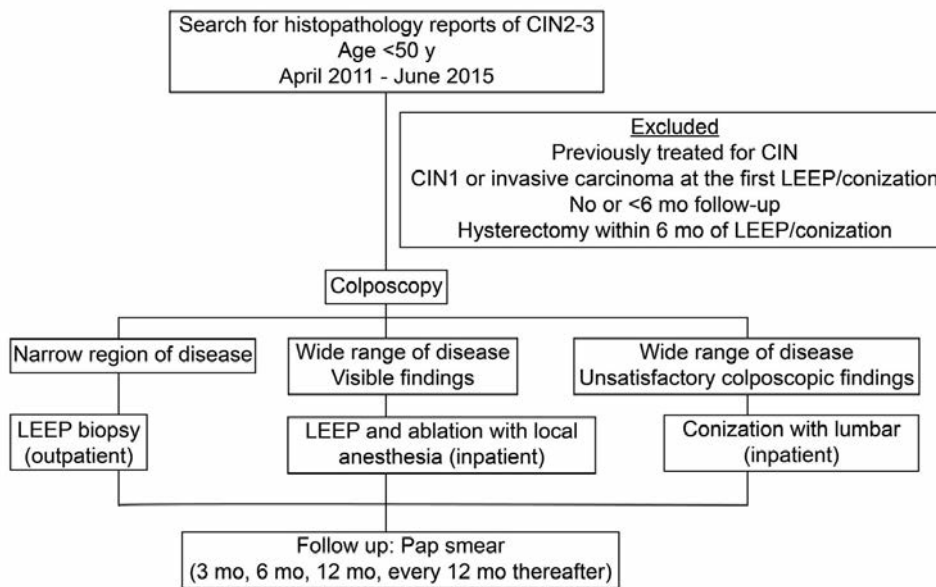 Search for histopathology reports of CIN2-3
Age <50 y
April 2011 - June 2015
Excluded
Previously treated for CIN
CIN1 or invasive carcinoma at the first LEEP/conization
No or <6 mo follow-up
Hysterectomy within 6 mo of LEEP/conization
Colposcopy
Narrow region of disease
Wide range of disease
Visible findings
Wide range of disease
Unsatisfactory colposcopic findings
LEEP biopsy
(outpatient)
LEEP and ablation with local
anesthesia (inpatient)
Conization with lumbar
(inpatient)
Follow up: Pap smear
(3 mo, 6 mo, 12 mo, every 12 mo thereafter)